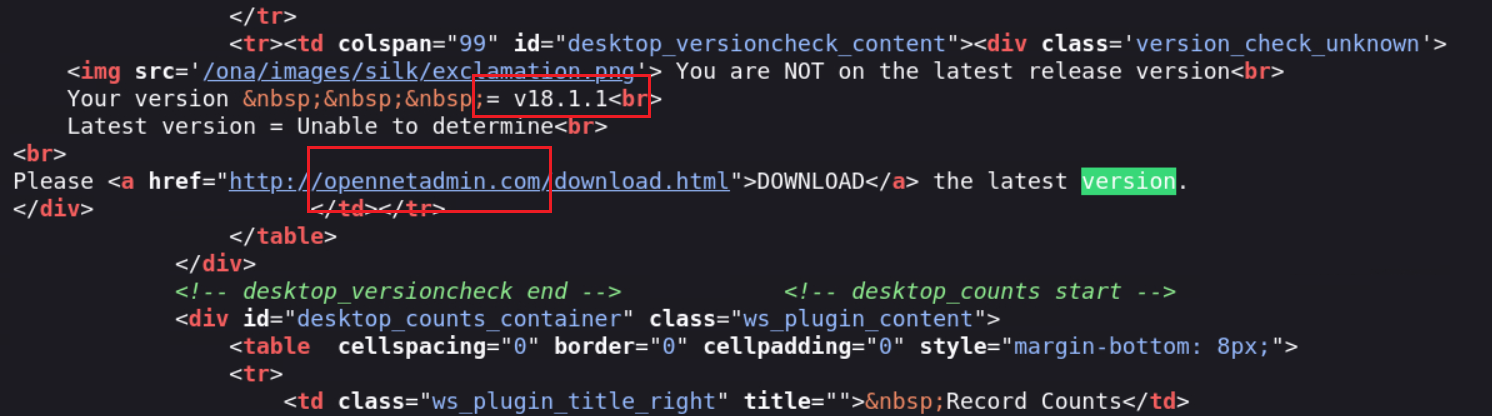 </tr>
<tr><td colspan="99" id="desktop_versioncheck_content"><div class='version_check_unknown'>
<img src='/ona/images/silk/exclamation.png'> You are NOT on the latest release version<br>
Your version &nbsp;&nbsp;&nbsp;= v18.1.1<br>
Latest version = Unable to determine<br>
<br>
Please <a href="http://opennetadmin.com/download.html">DOWNLOAD</a> the latest version.
</div> </td></tr>
</table>
</div>
<!-- desktop_versioncheck end --> <!-- desktop_counts start -->
<div id="desktop_counts_container" class="ws_plugin_content">
<table  cellspacing="0" border="0" cellpadding="0" style="margin-bottom: 8px;">
<tr>
<td class="ws_plugin_title_right" title="">&nbsp;Record Counts</td>